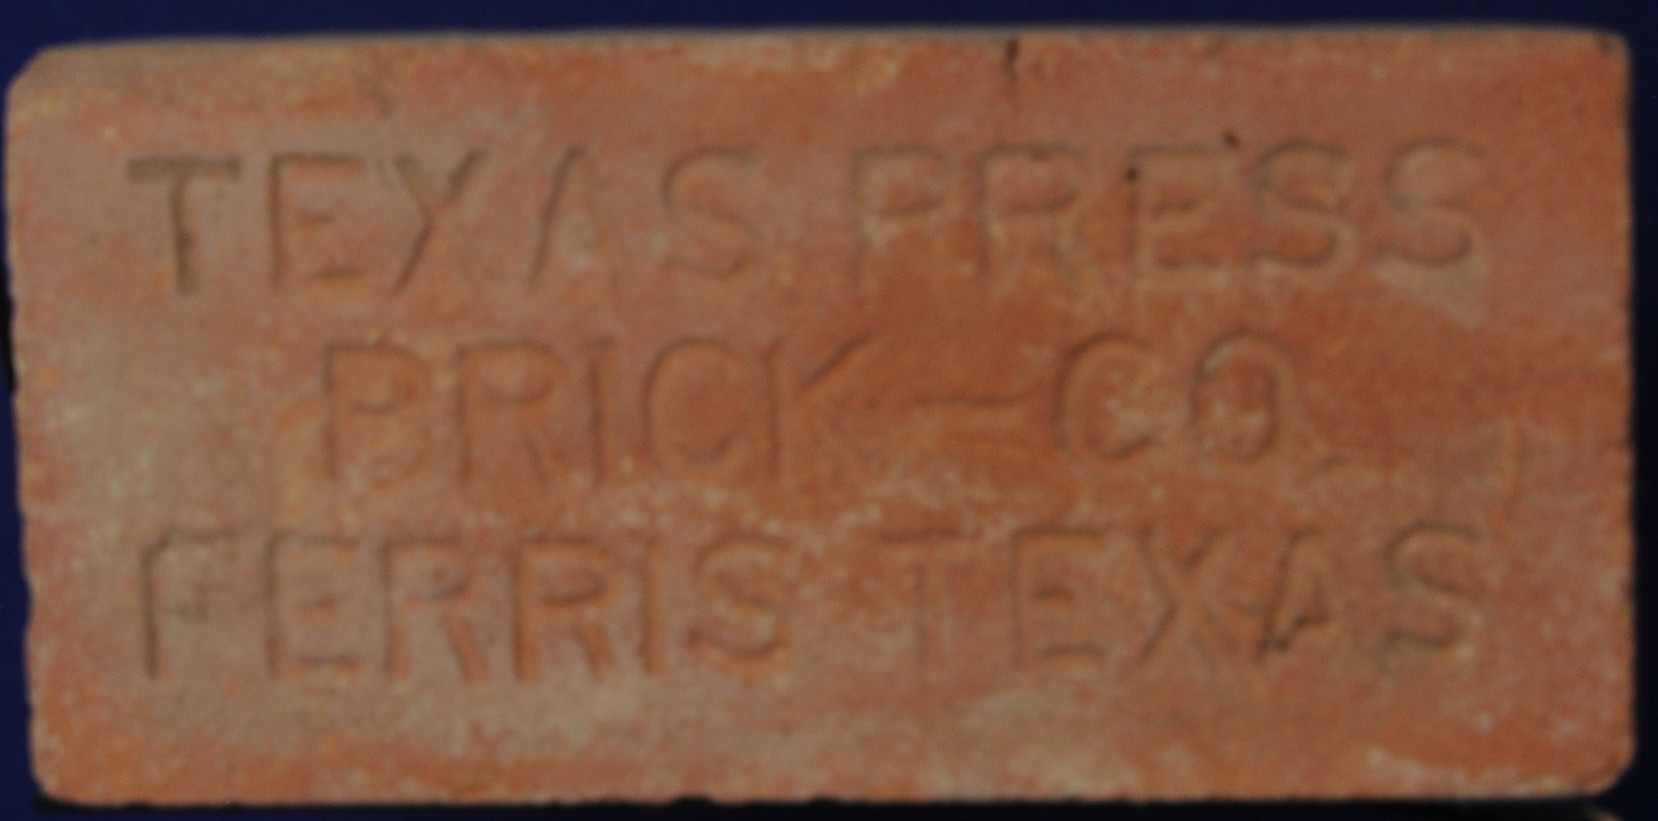 TEXAS PRESS
BRICK-CO.
FERRIS TEXAS